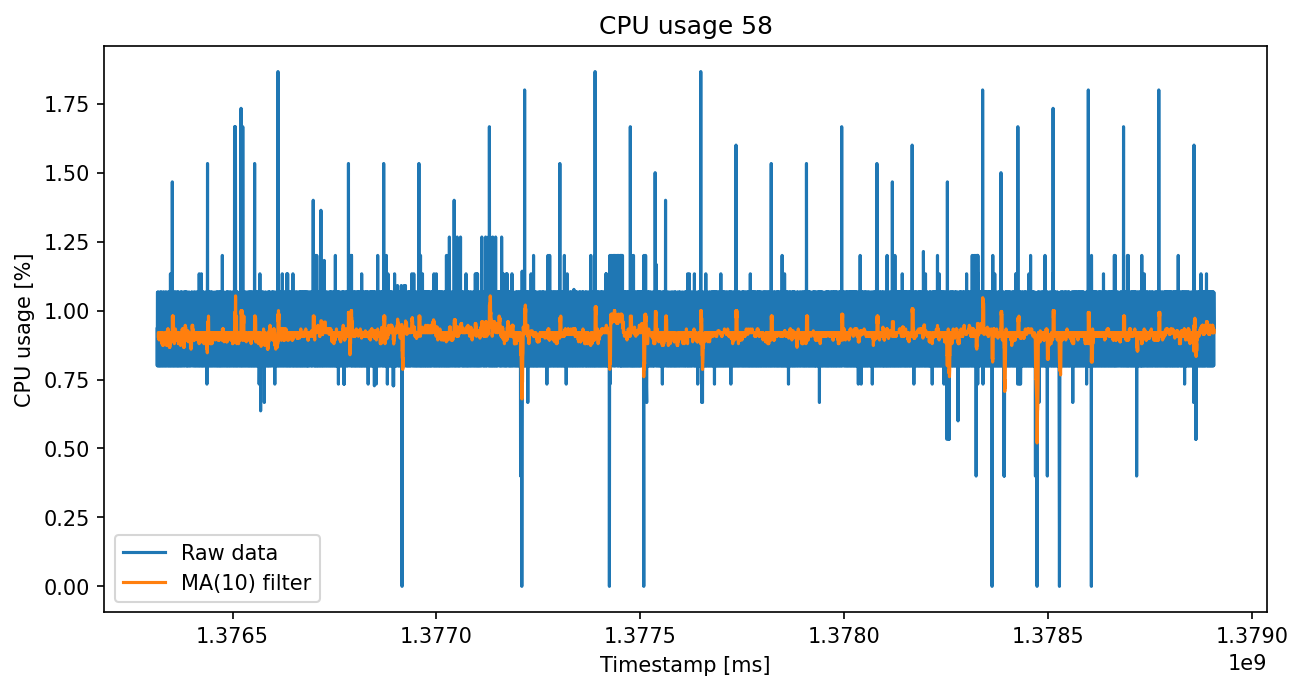 CPU usage 58
CPU usage [%]
1.75
1.50
1.25
1.00
0.75
0.50
0.25
0.00
Raw data
MA(10) filter
1.3765 1.3770 1.3775 1.3780 1.3785 1.3790
1e9
Timestamp [ms]